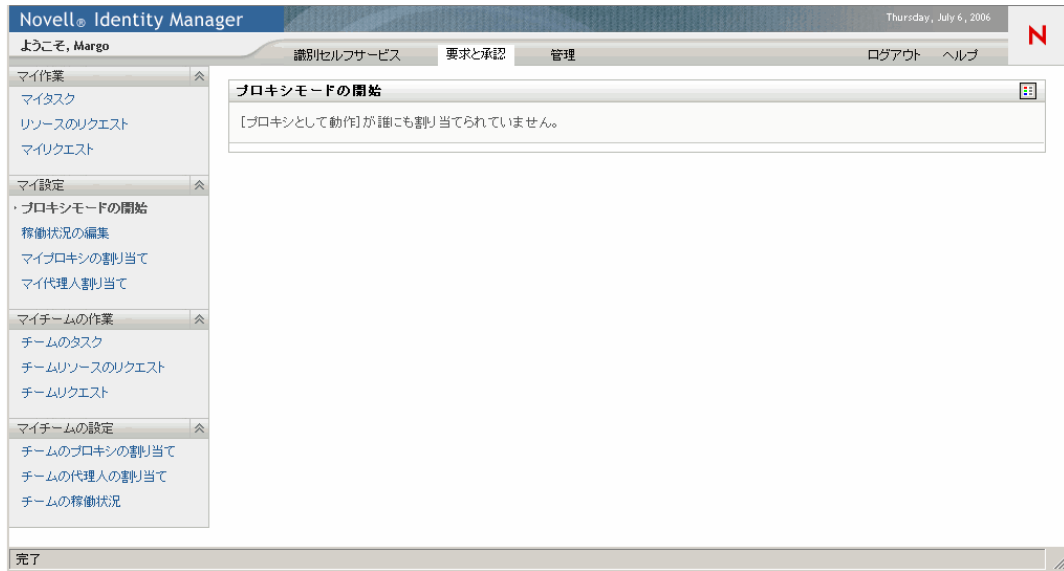 Novell® Identity Manager
Thursday, July 6, 2006
N
ようこそ, Margo
識別セルフサービス 要求と承認 管理 ログアウト ヘルプ
マイ作業
マイタスク
リソースのリクエスト
マイリクエスト
マイ設定
・プロキシモードの開始
稼働状況の編集
マイプロキシの割り当て
マイ代理人割り当て
マイチームの作業
チームのタスク
チームリソースのリクエスト
チームリクエスト
マイチームの設定
チームのプロキシの割り当て
チームの代理人の割り当て
チームの稼働状況
プロキシモードの開始
[プロキシとして動作]が誰にも割り当てられていません。
完了